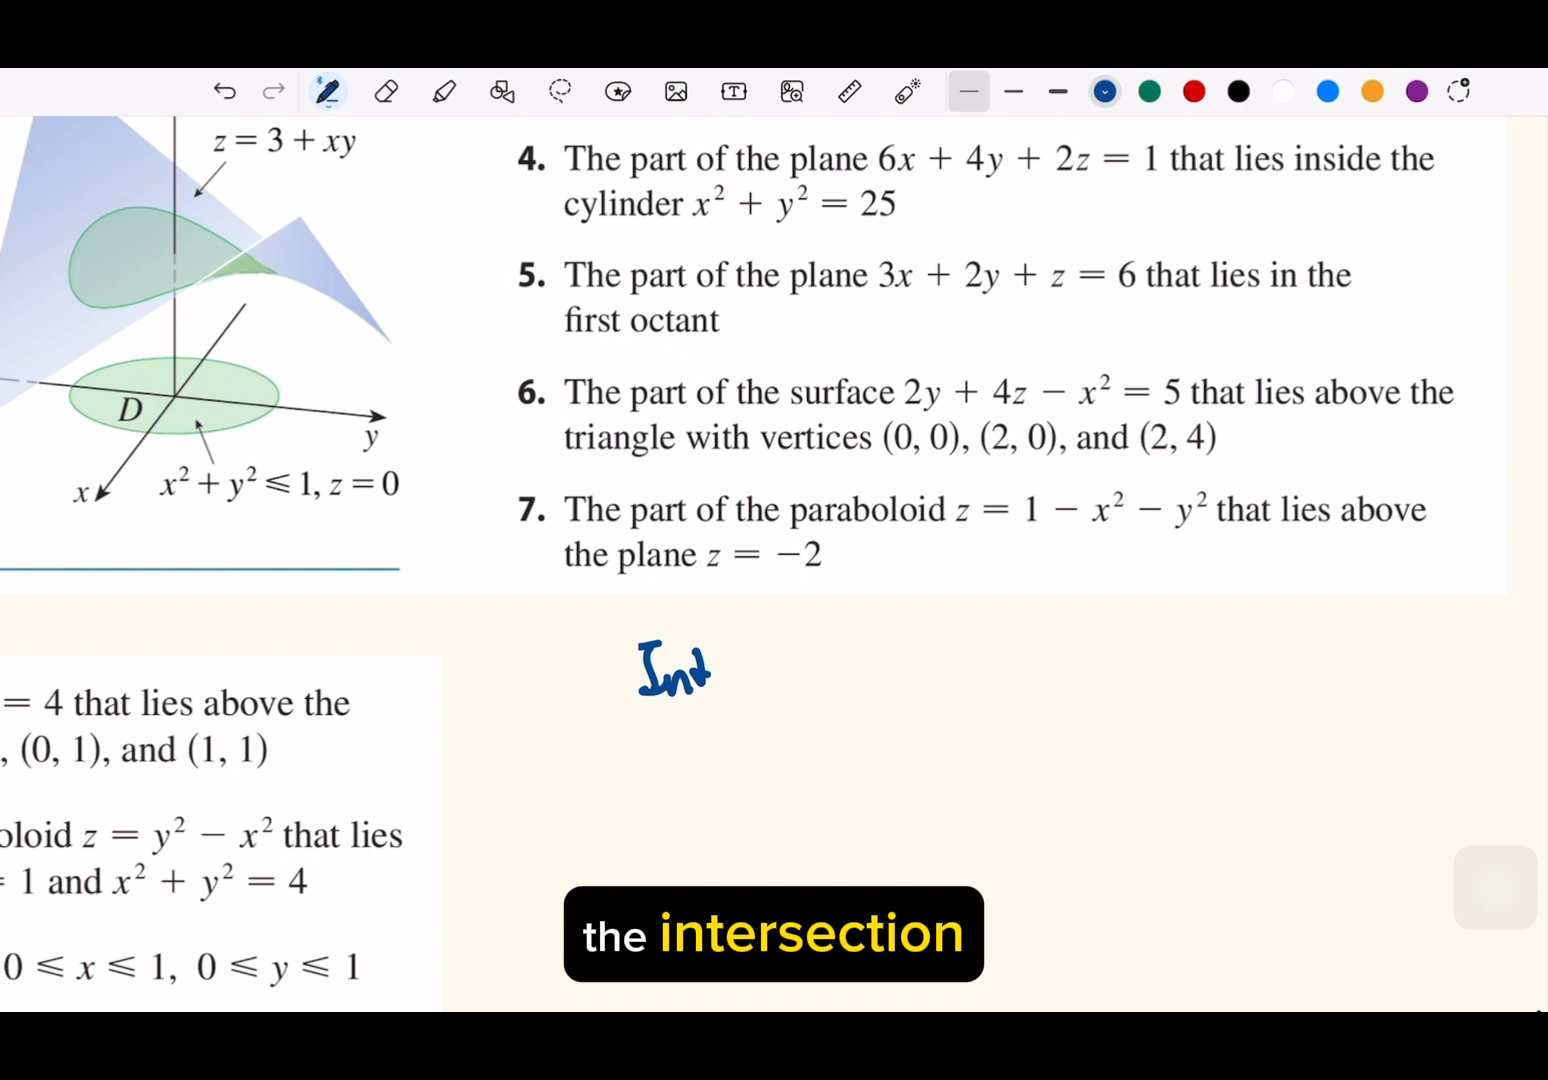 z = 3 + xy
D
y
x
x² + y² ⩽ 1, z = 0
4. The part of the plane 6x + 4y + 2z = 1 that lies inside the
cylinder x² + y² = 25
5. The part of the plane 3x + 2y + z = 6 that lies in the
first octant
6. The part of the surface 2y + 4z − x² = 5 that lies above the
triangle with vertices (0, 0), (2, 0), and (2, 4)
7. The part of the paraboloid z = 1 − x² − y² that lies above
the plane z = −2
Int
= 4 that lies above the
, (0, 1), and (1, 1)
oloid z = y² − x² that lies
= 1 and x² + y² = 4
0 ⩽ x ⩽ 1, 0 ⩽ y ⩽ 1
the intersection